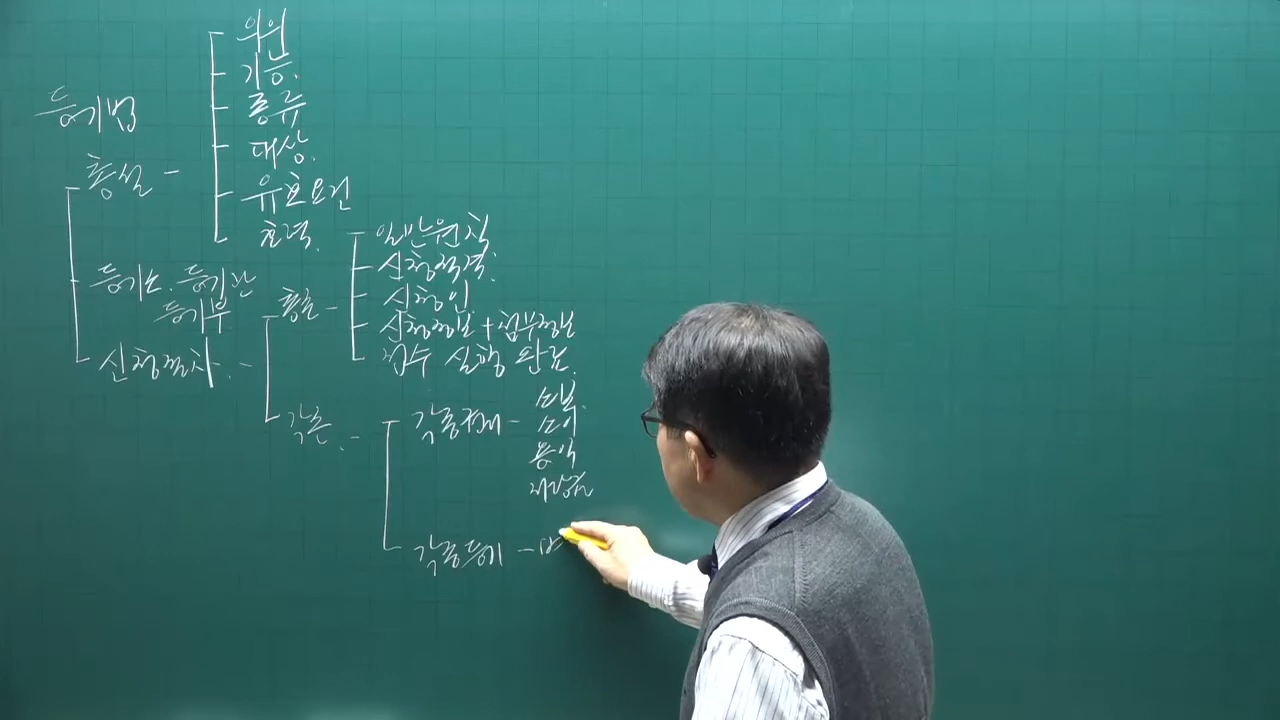 등기법
총설 -
의의
기능.
종류
대상.
유효요건
효력.
등기소. 등기관
등기부
신청절차. -
총론 -
일반원칙
신청적격.
신청인
신청정보 + 첨부정보
접수 실행 완료.
각론. -
각종권리 -
소보.
소이
용익
저당권
각종등기 -